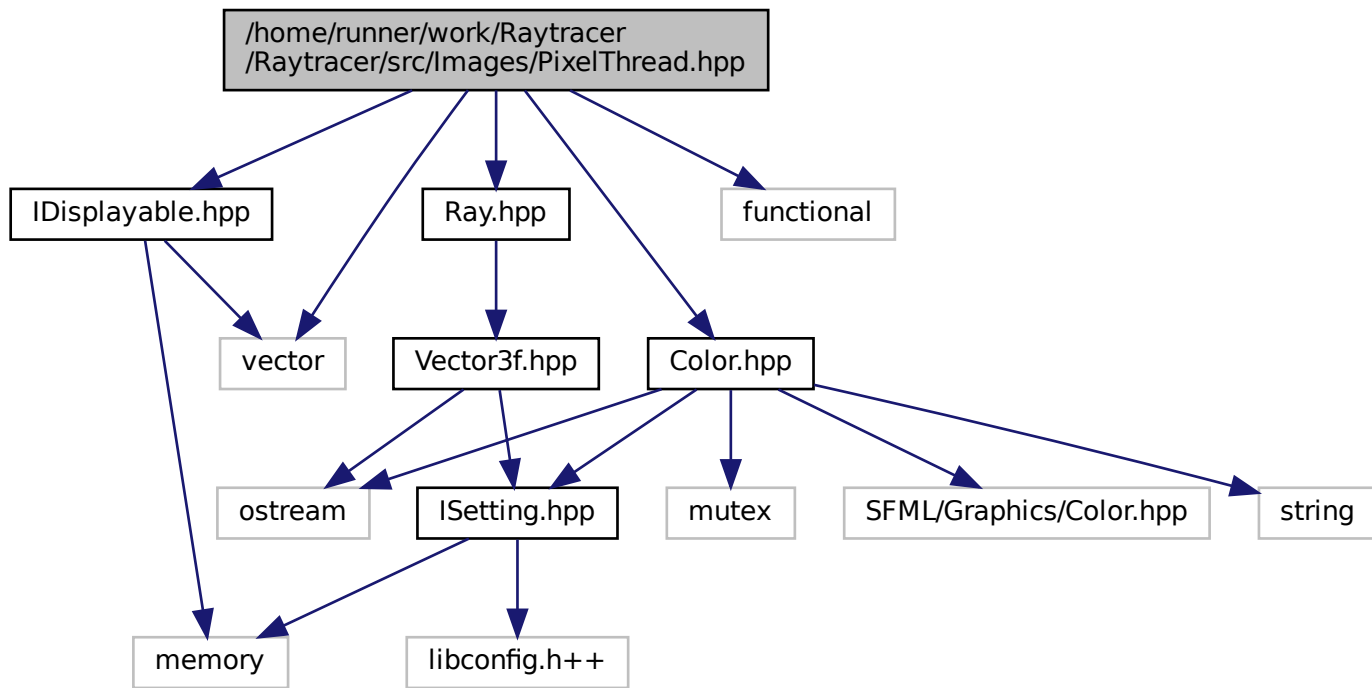 /home/runner/work/Raytracer
/Raytracer/src/Images/PixelThread.hpp
IDisplayable.hpp
Ray.hpp
functional
vector
Vector3f.hpp
Color.hpp
ostream
ISetting.hpp
mutex
SFML/Graphics/Color.hpp
string
memory
libconfig.h++